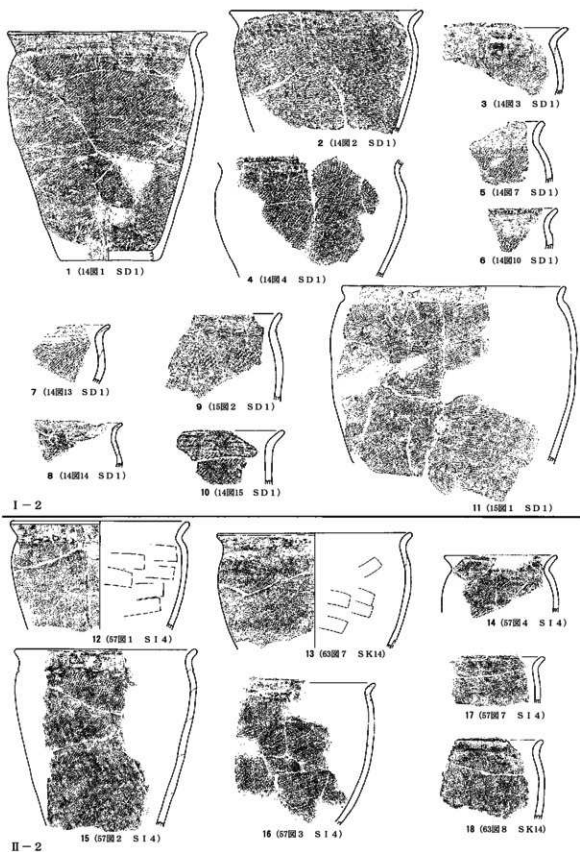 1 (14図1 SD1)
2 (14図2 SD1)
3 (14図3 SD1)
4 (14図4 SD1)
5 (14図7 SD1)
6 (14図10 SD1)
7 (14図13 SD1)
8 (14図14 SD1)
9 (15図2 SD1)
10 (14図15 SD1)
11 (15図1 SD1)
I-2
12 (57図1 SI4)
13 (63図7 SK14)
14 (57図4 SI4)
15 (57図2 SI4)
16 (57図3 SI4)
17 (57図7 SI4)
18 (63図8 SK14)
II-2